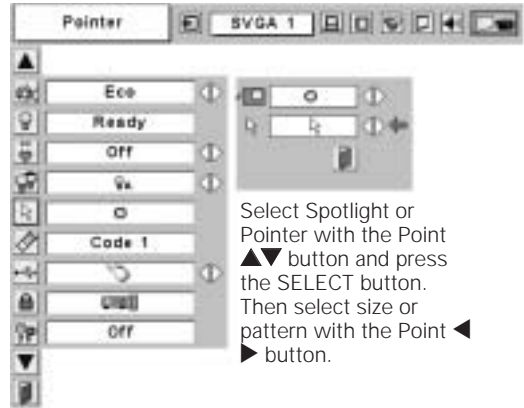 Pointer
SVGA 1
Eco
Ready
Off
Code 1
Off
Select Spotlight or
Pointer with the Point
▲▼ button and press
the SELECT button.
Then select size or
pattern with the Point ◀
▶ button.